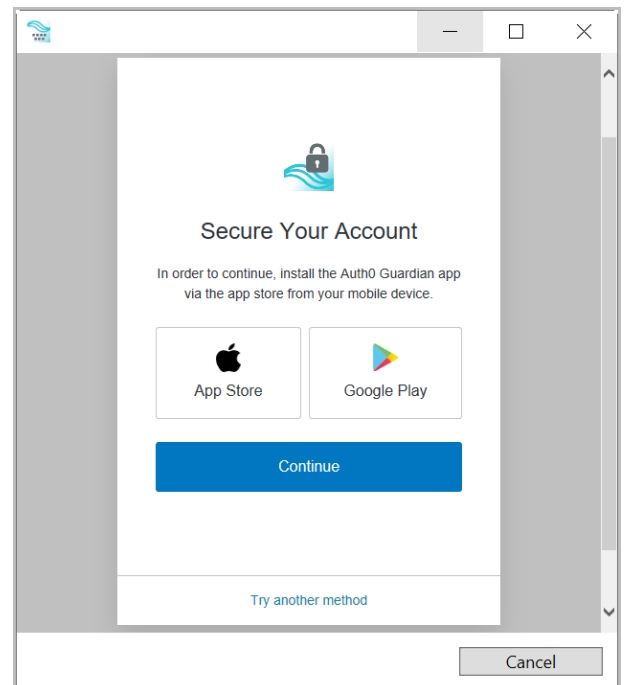 Secure Your Account
In order to continue, install the Auth0 Guardian app
via the app store from your mobile device.
App Store
Google Play
Continue
Try another method
Cancel